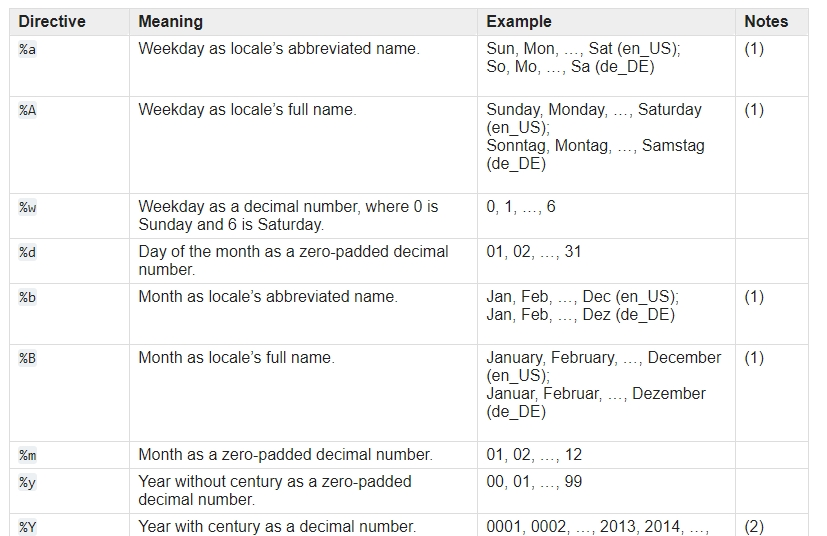 Directive Meaning Example Notes
%a Weekday as locale’s abbreviated name. Sun, Mon, …, Sat (en_US); (1)
So, Mo, …, Sa (de_DE)
%A Weekday as locale’s full name. Sunday, Monday, …, Saturday (1)
(en_US);
Sonntag, Montag, …, Samstag
(de_DE)
%w Weekday as a decimal number, where 0 is 0, 1, …, 6
Sunday and 6 is Saturday.
%d Day of the month as a zero-padded decimal 01, 02, …, 31
number.
%b Month as locale’s abbreviated name. Jan, Feb, …, Dec (en_US); (1)
Jan, Feb, …, Dez (de_DE)
%B Month as locale’s full name. January, February, …, December (1)
(en_US);
Januar, Februar, …, Dezember
(de_DE)
%m Month as a zero-padded decimal number. 01, 02, …, 12
%y Year without century as a zero-padded 00, 01, …, 99
decimal number.
%Y Year with century as a decimal number. 0001, 0002, …, 2013, 2014, …, (2)